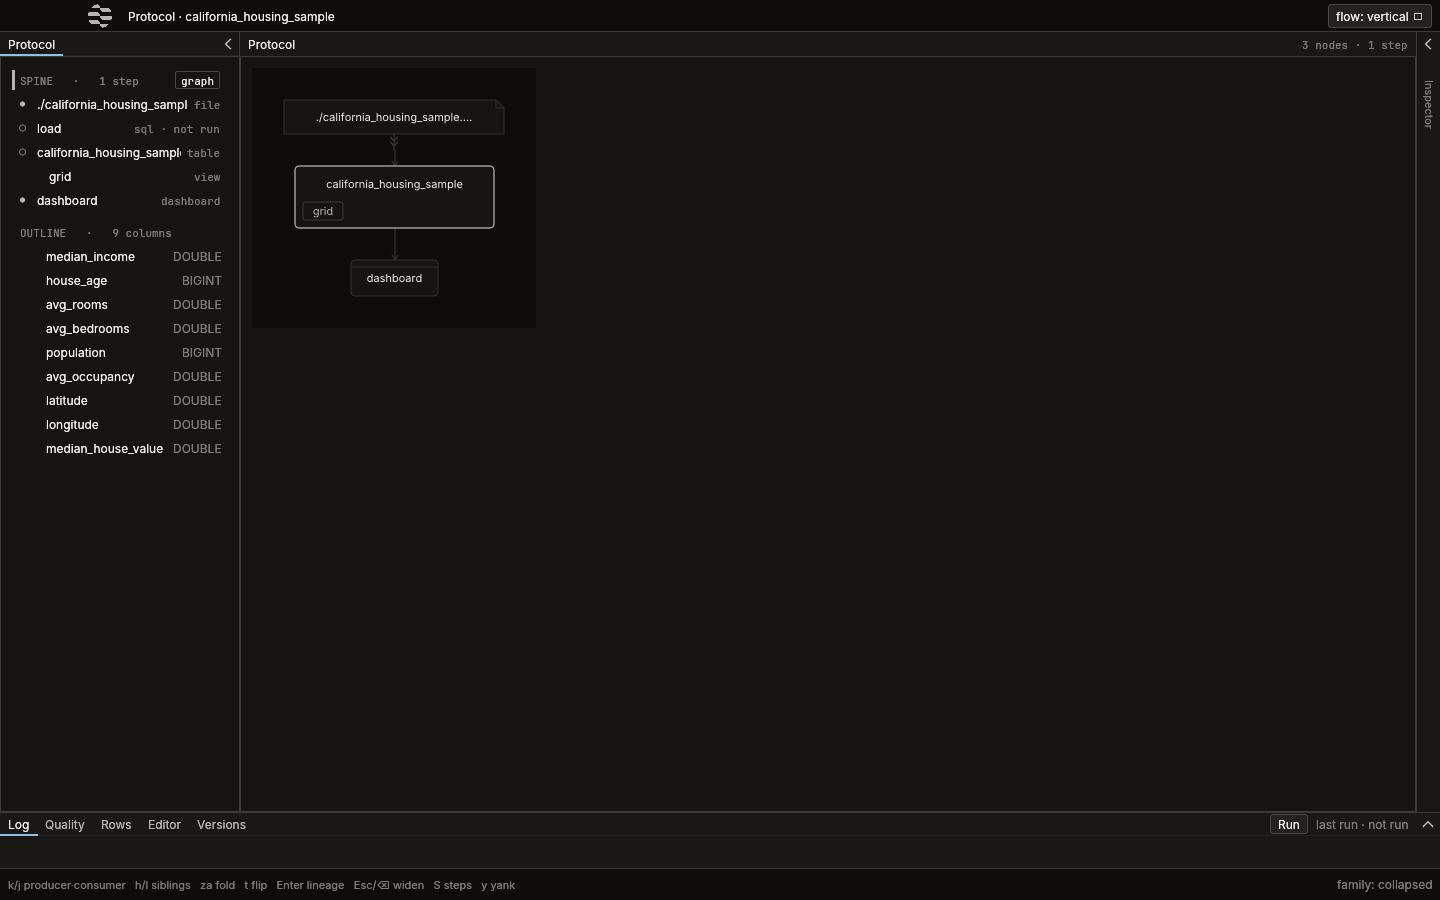 Protocol · california_housing_sample
flow: vertical
Protocol
Protocol
3 nodes · 1 step
Inspector
SPINE · 1 step
graph
./california_housing_sampl file
load sql · not run
california_housing_sampl table
grid view
dashboard dashboard
OUTLINE · 9 columns
median_income DOUBLE
house_age BIGINT
avg_rooms DOUBLE
avg_bedrooms DOUBLE
population BIGINT
avg_occupancy DOUBLE
latitude DOUBLE
longitude DOUBLE
median_house_value DOUBLE
./california_housing_sample....
california_housing_sample
grid
dashboard
Log Quality Rows Editor Versions
Run last run · not run
k/j producer·consumer h/l siblings za fold t flip Enter lineage Esc/⌫ widen S steps y yank
family: collapsed